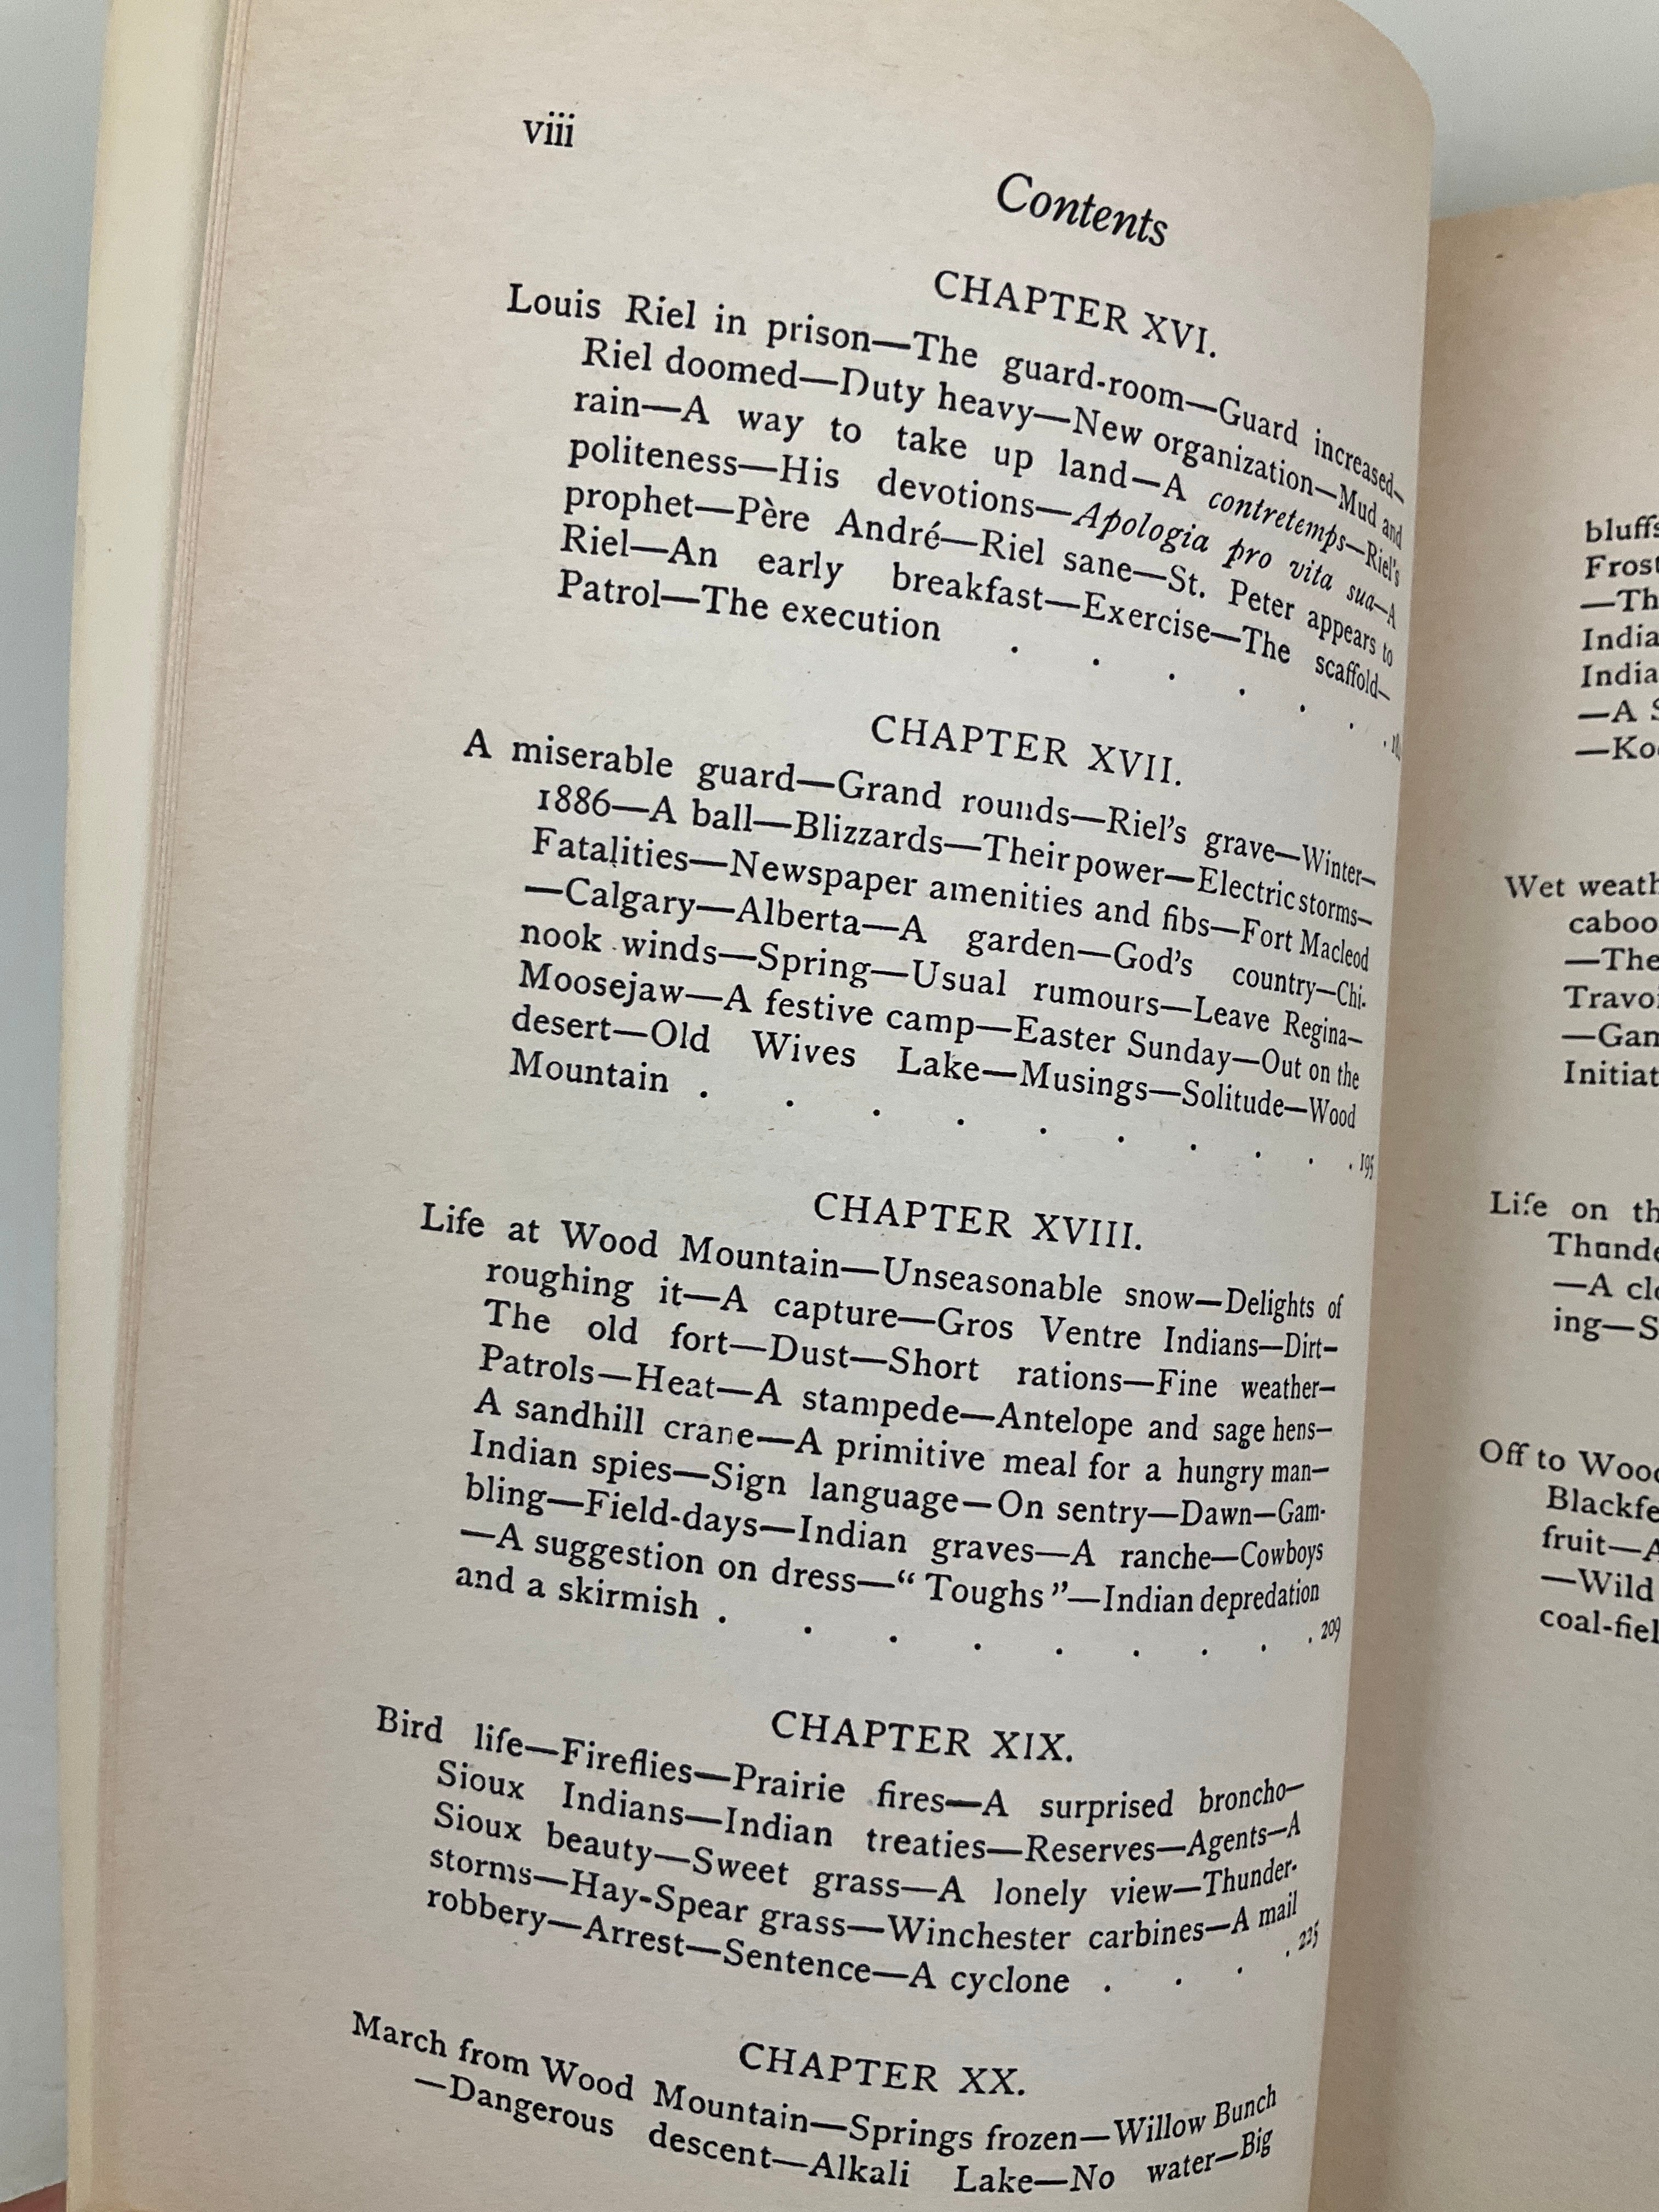 viii
Contents
CHAPTER XVI.
Louis Riel in prison—The guard-room—Guard increased—
Riel doomed—Duty heavy—New organization—Mud and
rain—A way to take up land—A contretemps—Riel's
politeness—His devotions—Apologia pro vita sua—A
prophet—Père André—Riel sane—St. Peter appears to
Riel—An early breakfast—Exercise—The scaffold—
Patrol—The execution . . . . . . .
CHAPTER XVII.
A miserable guard—Grand rounds—Riel's grave—Winter—
1886—A ball—Blizzards—Their power—Electric storms—
Fatalities—Newspaper amenities and fibs—Fort Macleod
—Calgary—Alberta—A garden—God's country—Chi-
nook winds—Spring—Usual rumours—Leave Regina—
Moosejaw—A festive camp—Easter Sunday—Out on the
desert—Old Wives Lake—Musings—Solitude—Wood
Mountain . . . . . . . . . . 195
CHAPTER XVIII.
Life at Wood Mountain—Unseasonable snow—Delights of
roughing it—A capture—Gros Ventre Indians—Dirt—
The old fort—Dust—Short rations—Fine weather—
Patrols—Heat—A stampede—Antelope and sage hens—
A sandhill crane—A primitive meal for a hungry man—
Indian spies—Sign language—On sentry—Dawn—Gam-
bling—Field-days—Indian graves—A ranche—Cowboys
—A suggestion on dress—“Toughs”—Indian depredation
and a skirmish . . . . . . . . . 209
CHAPTER XIX.
Bird life—Fireflies—Prairie fires—A surprised broncho—
Sioux Indians—Indian treaties—Reserves—Agents—A
Sioux beauty—Sweet grass—A lonely view—Thunder-
storms—Hay-Spear grass—Winchester carbines—A mail
robbery—Arrest—Sentence—A cyclone . . . . 225
CHAPTER XX.
March from Wood Mountain—Springs frozen—Willow Bunch
—Dangerous descent—Alkali Lake—No water—Big
bluffs
Frost
—Th
India
India
—A S
—Ko
Wet weath
caboo
—The
Travoi
—Gam
Initiat
Life on th
Thunde
—A clo
ing—S
Off to Wood
Blackfe
fruit—A
—Wild
coal-fiel